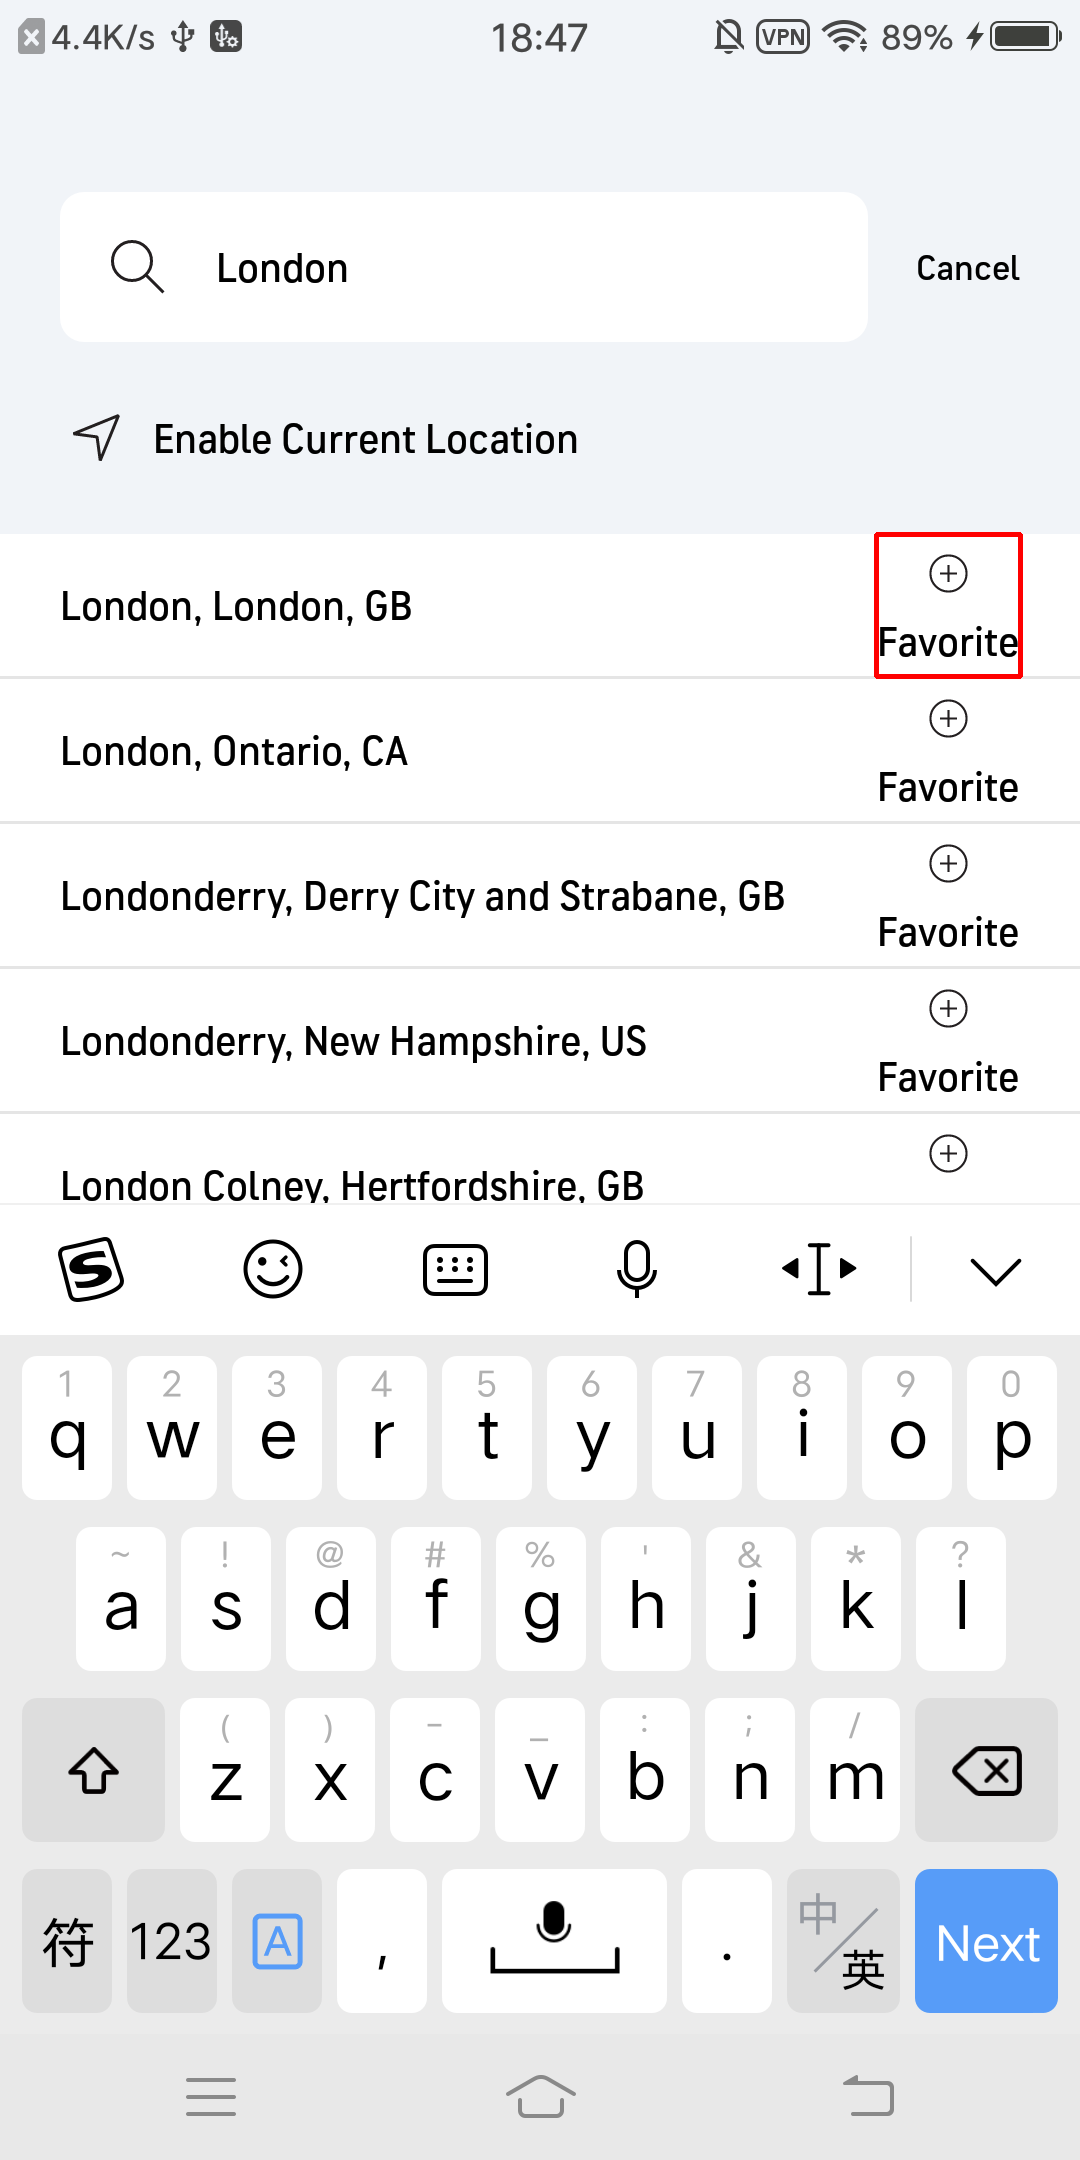 4.4K/s 18:47 VPN 89%
London Cancel
Enable Current Location
London, London, GB Favorite
London, Ontario, CA Favorite
Londonderry, Derry City and Strabane, GB Favorite
Londonderry, New Hampshire, US Favorite
London Colney, Hertfordshire, GB
1 2 3 4 5 6 7 8 9 0
q w e r t y u i o p
~ ! @ # % ' & * ?
a s d f g h j k l
( ) - _ : ; /
z x c v b n m
符 123 A , . 中/英 Next